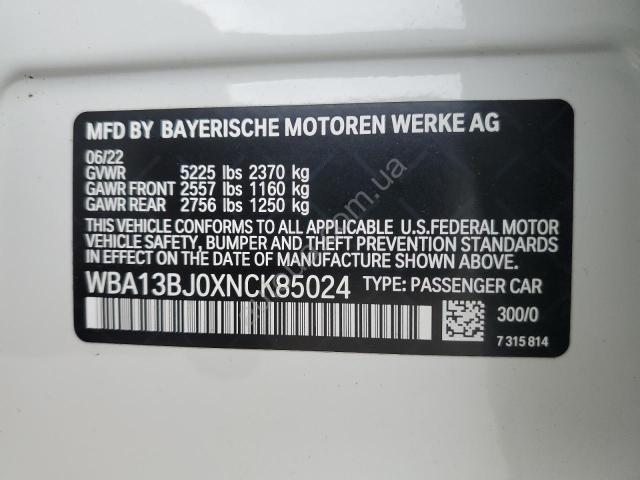 MFD BY BAYERISCHE MOTOREN WERKE AG
06/22
GVWR 5225 lbs 2370 kg
GAWR FRONT 2557 lbs 1160 kg
GAWR REAR 2756 lbs 1250 kg
THIS VEHICLE CONFORMS TO ALL APPLICABLE U.S.FEDERAL MOTOR
VEHICLE SAFETY, BUMPER AND THEFT PREVENTION STANDARDS
IN EFFECT ON THE DATE OF MANUFACTURE SHOWN ABOVE.
WBA13BJ0XNCK85024 TYPE: PASSENGER CAR
300/0
7 315 814